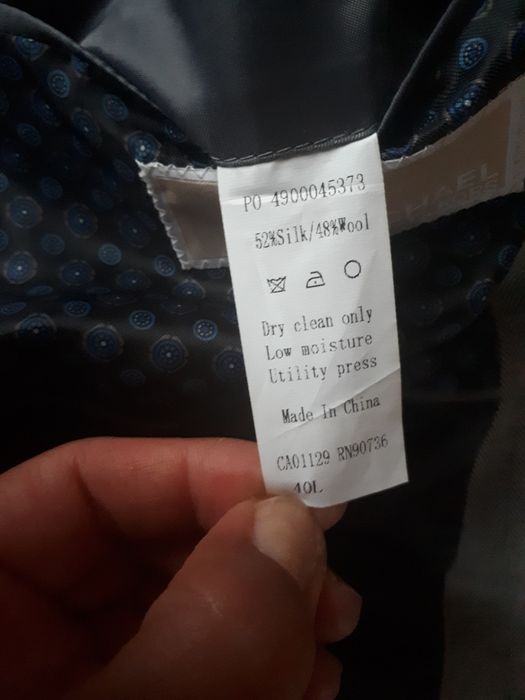 PO 4900045373
52%Silk/48%Wool
Dry clean only
Low moisture
Utility press
Made In China
CA01129 RN90736
40L